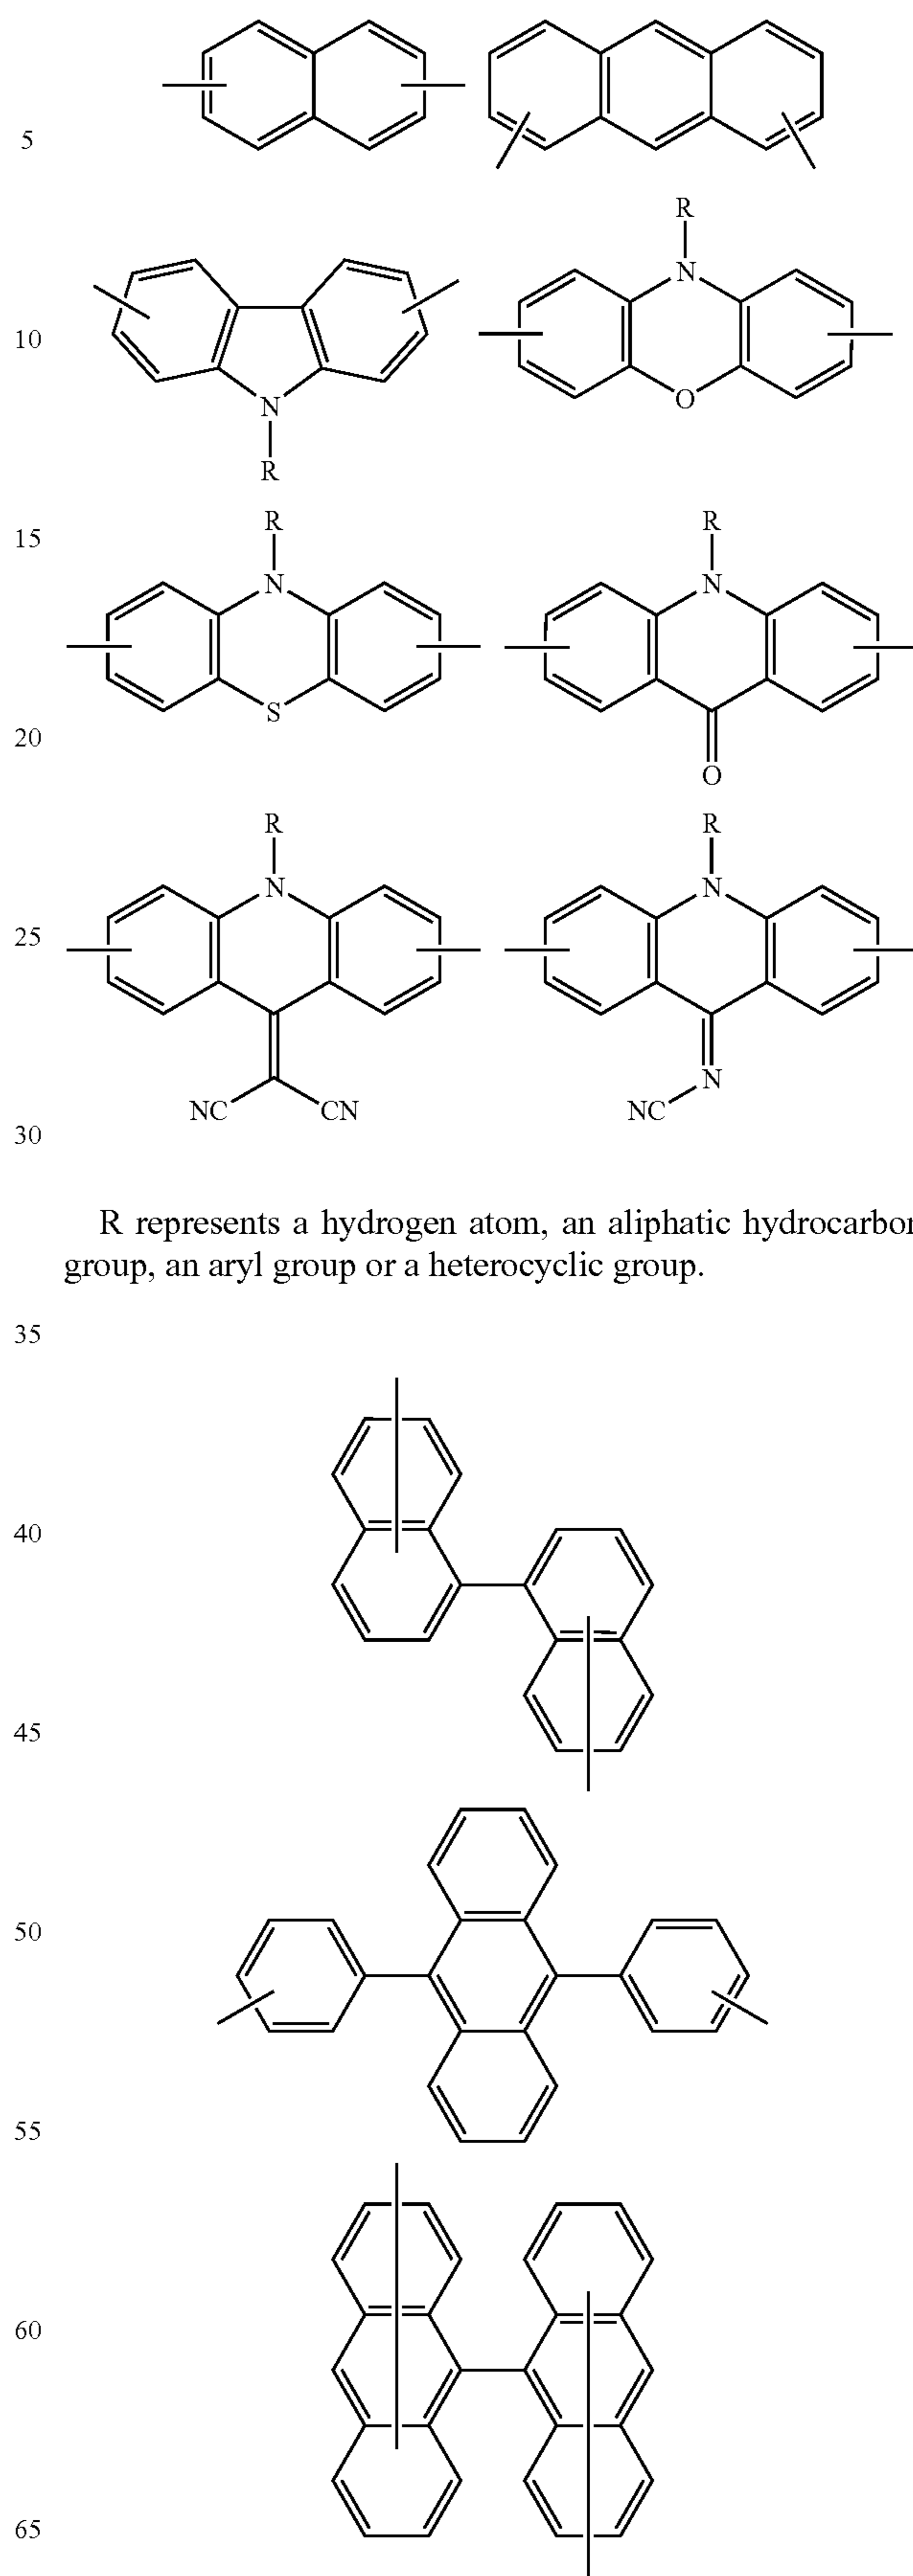 5
R
N
10
O
N
R
15
R
R
N
N
S
20
O
R
R
N
N
25
N
NC
CN
NC
30
R represents a hydrogen atom, an aliphatic hydrocarbon
group, an aryl group or a heterocyclic group.
35
40
45
50
55
60
65